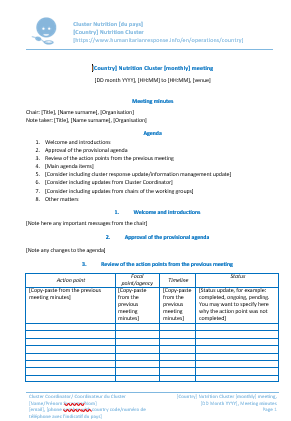 Cluster Nutrition [du pays]
[Country] Nutrition Cluster
[https://www.humanitarianresponse.info/en/operations/country]
[Country] Nutrition Cluster [monthly] meeting
[DD month YYYY], [HH:MM] to [HH:MM], [venue]
Meeting minutes
Chair: [Title], [Name surname], [Organisation]
Note taker: [Title], [Name surname], [Organisation]
Agenda
1. Welcome and introductions
2. Approval of the provisional agenda
3. Review of the action points from the previous meeting
4. [Main agenda items]
5. [Consider including cluster response update/information management update]
6. [Consider including updates from Cluster Coordinator]
7. [Consider including updates from chairs of the working groups]
8. Other matters
1. Welcome and introductions
[Note here any important messages from the chair]
2. Approval of the provisional agenda
[Note any changes to the agenda]
3. Review of the action points from the previous meeting
Action point Focal point/agency Timeline Status
[Copy-paste from the previous meeting minutes]
[Copy-paste from the previous meeting minutes]
[Copy-paste from the previous meeting minutes]
[Status update, for example: completed, ongoing, pending. You may want to specify here why the action point was not completed]
Cluster Coordinator/ Coordinateur du Cluster
[Name/Prénom
[email], [phone country code/numéro de
téléphone avec l'indicatif du pays]
[Country] Nutrition Cluster [monthly] meeting,
[DD Month YYYY], Meeting minutes
Page 1